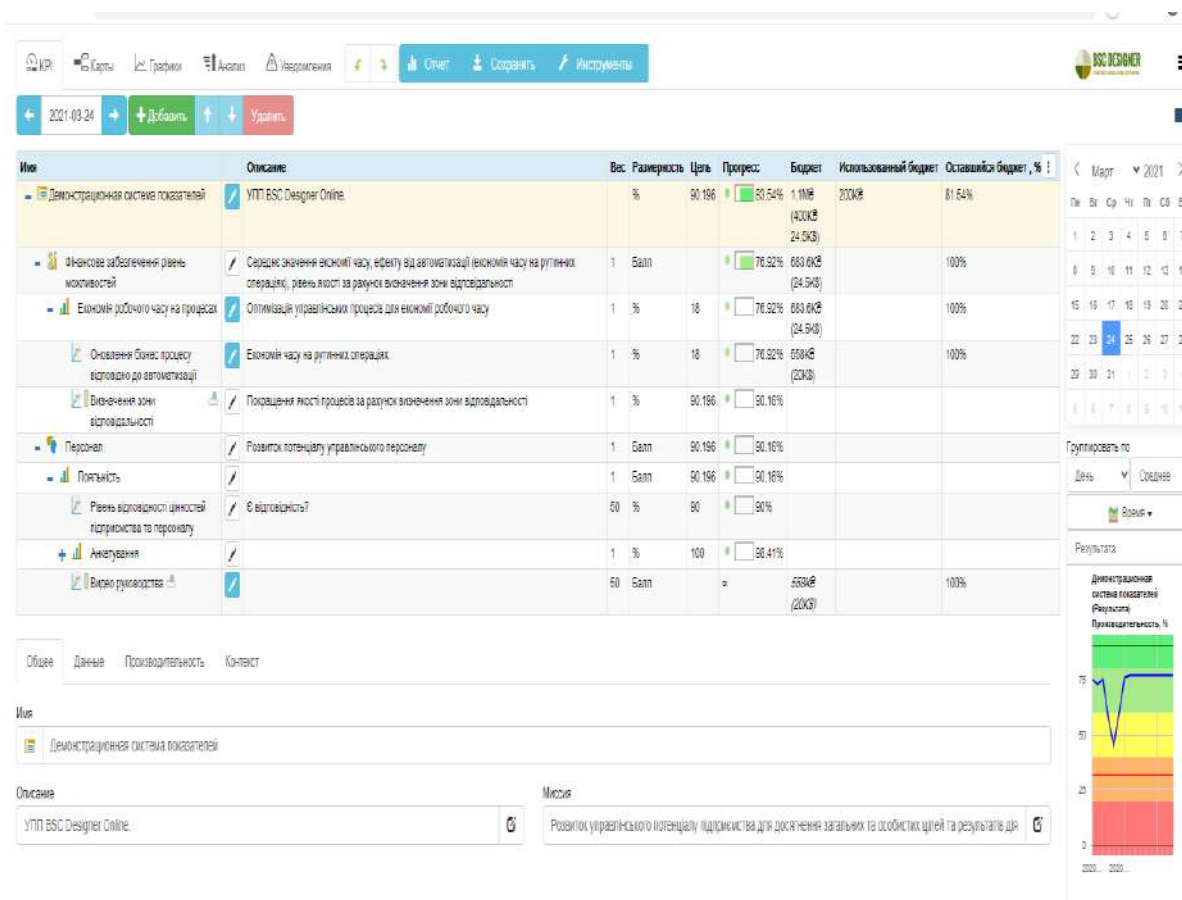 KPI Карты Графики Анализ Уведомления Отчет Сохранить Инструменты BSC DESIGNER
2021-03-24 Добавить Удалить
Имя Описание Вес Размерность Цель Прогресс Бюджет Использованный бюджет Оставшийся бюджет, %
Демонстрационная система показателей УПП BSC Designer Online. % 90.196 83.54% 1.1M₴ 200K₴ 81.54%
(400K₴
24.5K$)
Фінансове забезпечення рівень Середнє значення економії часу, ефекту від автоматизації (економія часу на рутинних 1 Балл 76.92% 683.6K₴ 100%
можливостей операціях), рівень якості за рахунок визначення зони відповідальності (24.5K$)
Економія робочого часу на процесах Оптимізація управлінських процесів для економії робочого часу 1 % 18 76.92% 683.6K₴ 100%
(24.5K$)
Оновлення бізнес процесу Економія часу на рутинних операціях 1 % 18 76.92% 558K₴ 100%
відповідно до автоматизації (20K$)
Визначення зони Покращення якості процесів за рахунок визначення зони відповідальності 1 % 90.196 90.16%
відповідальності
Персонал Розвиток потенціалу управлінського персоналу 1 Балл 90.196 90.16%
Лояльність 1 Балл 90.196 90.16%
Рівень відповідності цінностей Є відповідність? 50 % 90 90%
підприємства та персоналу
Анкетування 1 % 100 98.41%
Видео руководства 50 Балл 558K₴ 100%
(20K$)
Март 2021
Пн Вт Ср Чт Пт Сб
1 2 3 4 5 6 7
8 9 10 11 12 13
15 16 17 18 19 20
22 23 24 25 26 27
29 30 31 1 2 3
Группировать по
День Среднее
Время
Результата
Демонстрационная
система показателей
(Результата)
Производительность, %
75
50
25
0
2020... 2020...
Общее Данные Производительность Контекст
Имя
Демонстрационная система показателей
Описание Миссия
УПП BSC Designer Online. Розвиток управлінського потенціалу підприємства для досягнення загальних та особистих цілей та результатів дія